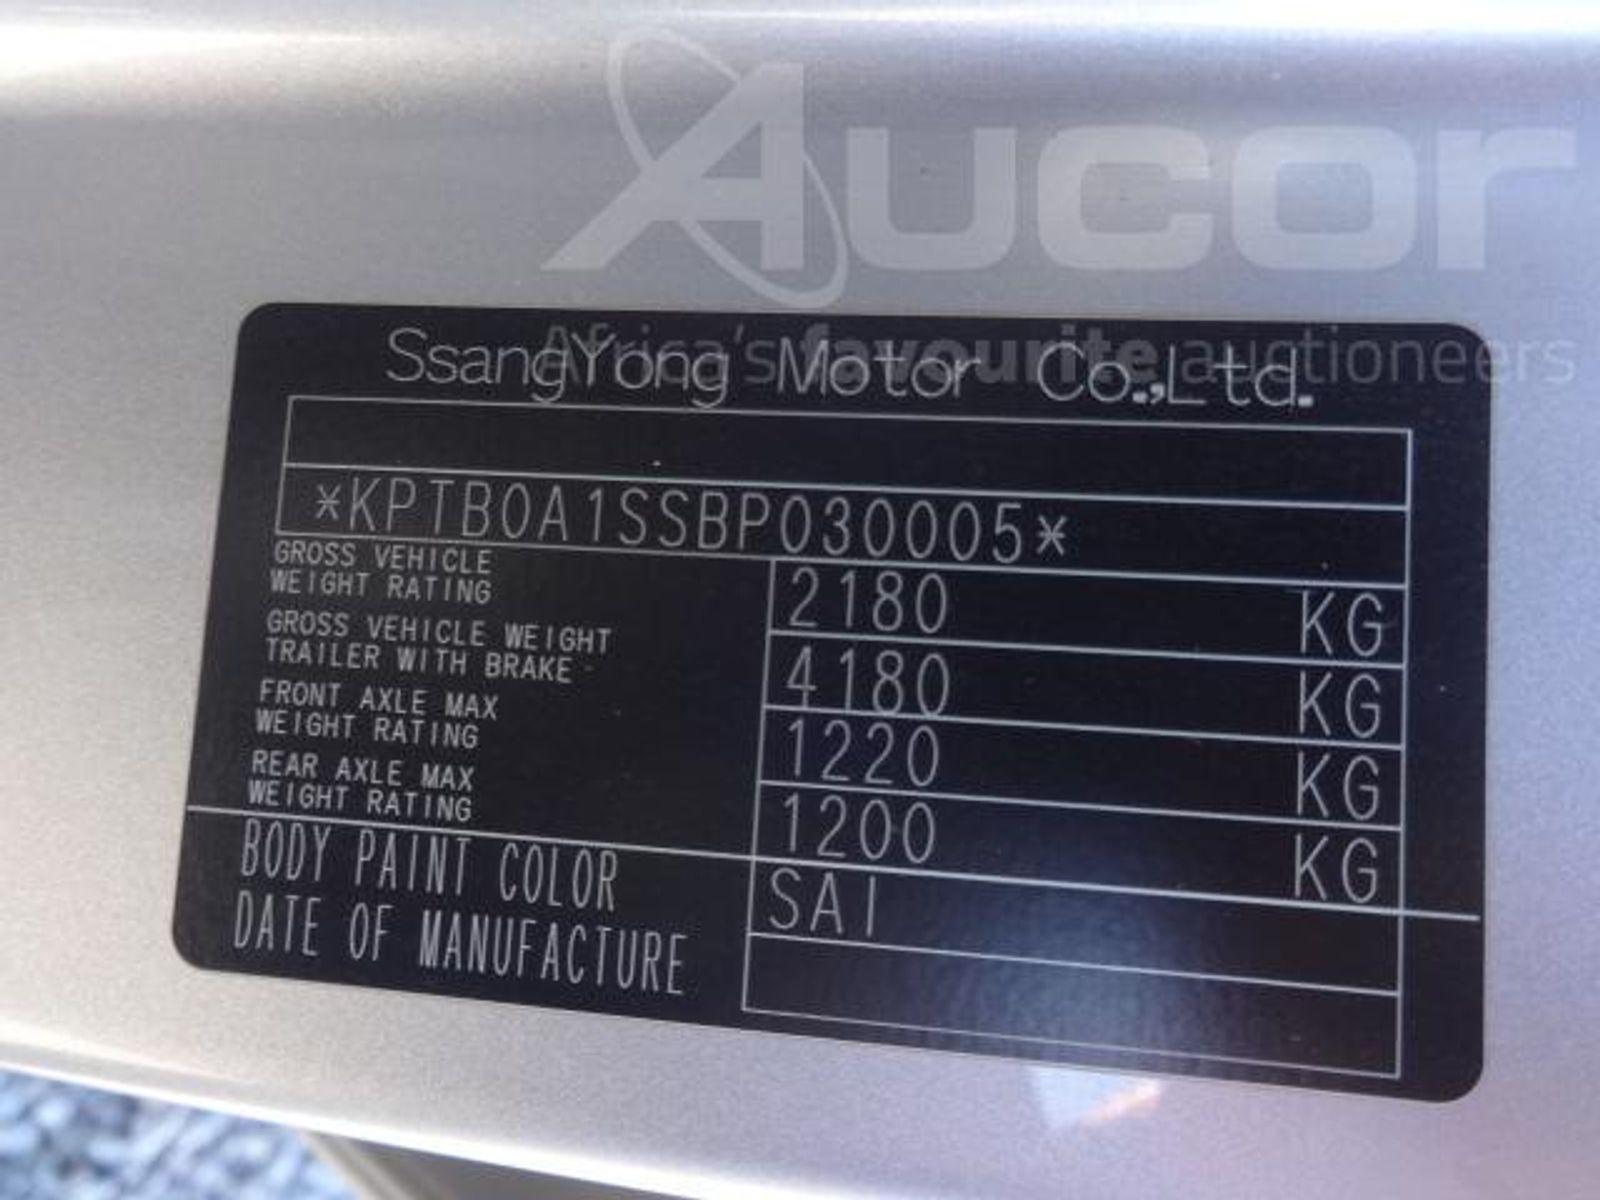 Aucor
Africa's favourite auctioneers
SsangYong Motor Co.,Ltd.
*KPTB0A1SSBP030005*
GROSS VEHICLE
WEIGHT RATING
2180 KG
GROSS VEHICLE WEIGHT
TRAILER WITH BRAKE
4180 KG
FRONT AXLE MAX
WEIGHT RATING
1220 KG
REAR AXLE MAX
WEIGHT RATING
1200 KG
BODY PAINT COLOR
SAI
DATE OF MANUFACTURE